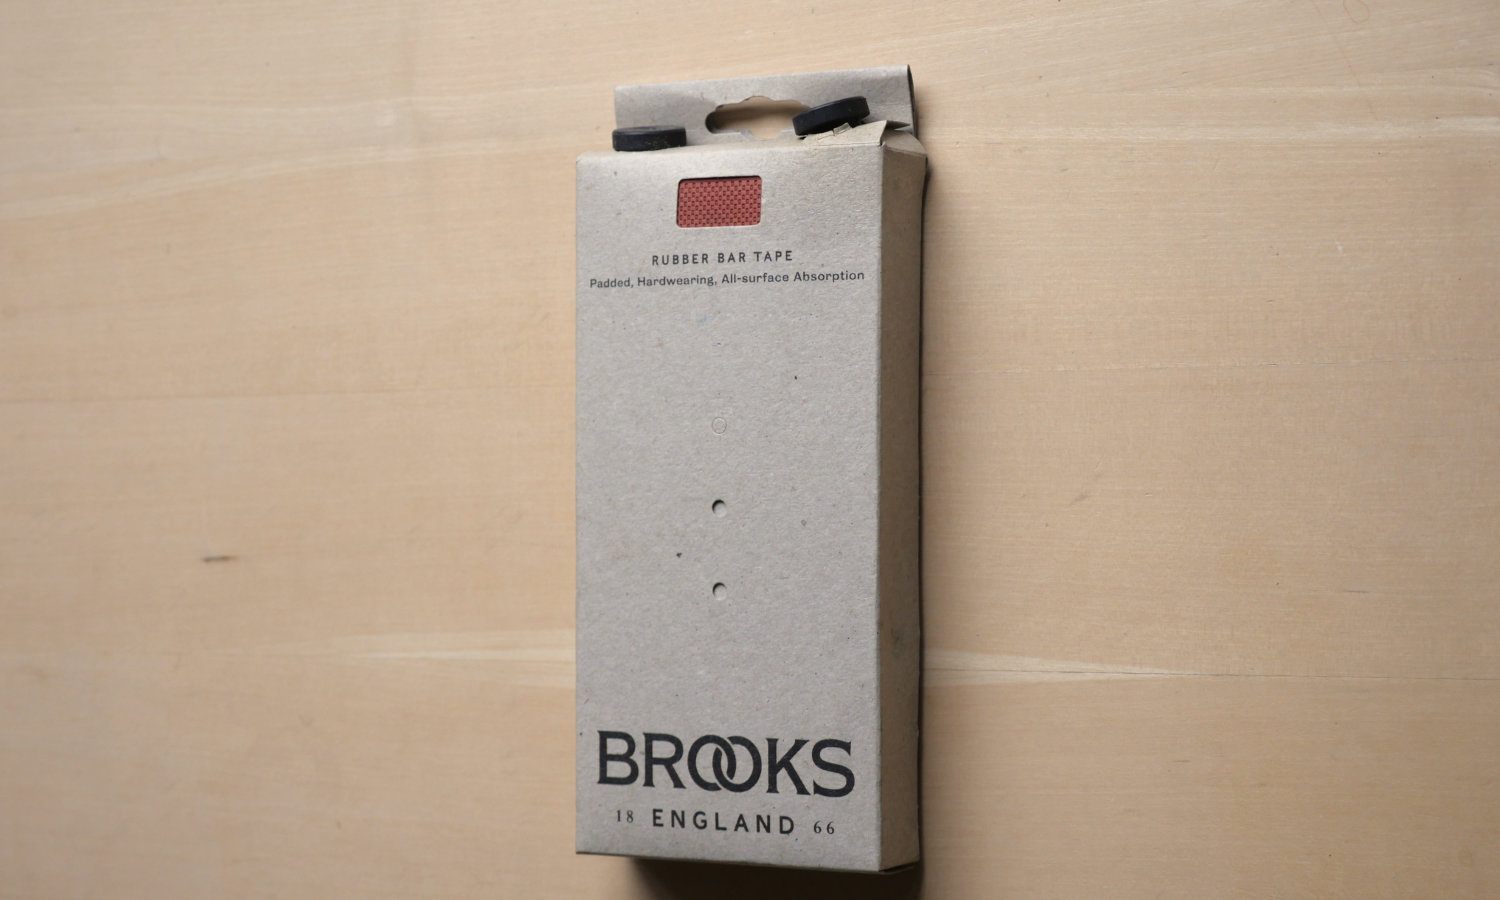 RUBBER BAR TAPE
Padded, Hardwearing, All-surface Absorption
BROOKS
18 ENGLAND 66